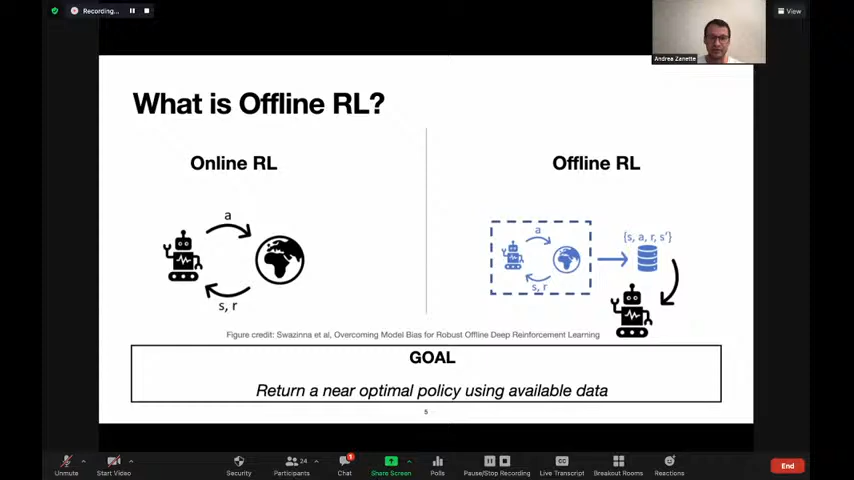 Recording...
View
Andrea Zanette
What is Offline RL?
Online RL
Offline RL
a
s, r
a
s, r
{s, a, r, s'}
Figure credit: Swazinna et al, Overcoming Model Bias for Robust Offline Deep Reinforcement Learning
GOAL
Return a near optimal policy using available data
5
Unmute
Start Video
Security
Participants
24
Chat
1
Share Screen
Polls
Pause/Stop Recording
Live Transcript
CC
Breakout Rooms
Reactions
End